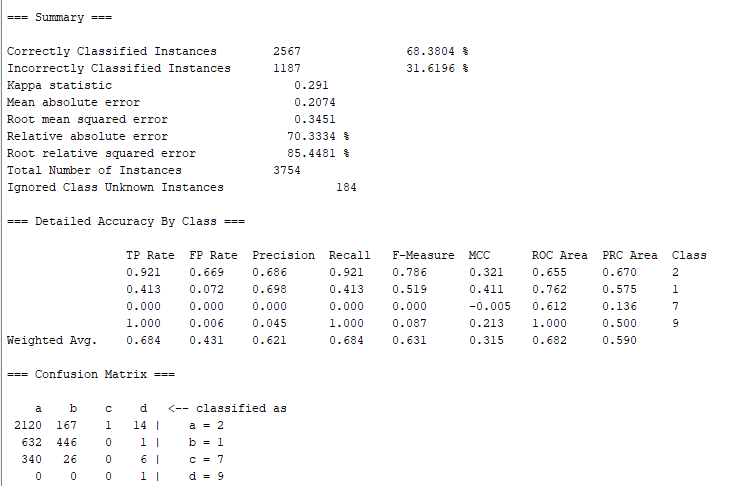 === Summary ===
Correctly Classified Instances 2567 68.3804 %
Incorrectly Classified Instances 1187 31.6196 %
Kappa statistic 0.291
Mean absolute error 0.2074
Root mean squared error 0.3451
Relative absolute error 70.3334 %
Root relative squared error 85.4481 %
Total Number of Instances 3754
Ignored Class Unknown Instances 184
=== Detailed Accuracy By Class ===
TP Rate FP Rate Precision Recall F-Measure MCC ROC Area PRC Area Class
0.921 0.669 0.686 0.921 0.786 0.321 0.655 0.670 2
0.413 0.072 0.698 0.413 0.519 0.411 0.762 0.575 1
0.000 0.000 0.000 0.000 0.000 -0.005 0.612 0.136 7
1.000 0.006 0.045 1.000 0.087 0.213 1.000 0.500 9
Weighted Avg. 0.684 0.431 0.621 0.684 0.631 0.315 0.682 0.590
=== Confusion Matrix ===
a b c d <-- classified as
2120 167 1 14 | a = 2
632 446 0 1 | b = 1
340 26 0 6 | c = 7
0 0 0 1 | d = 9